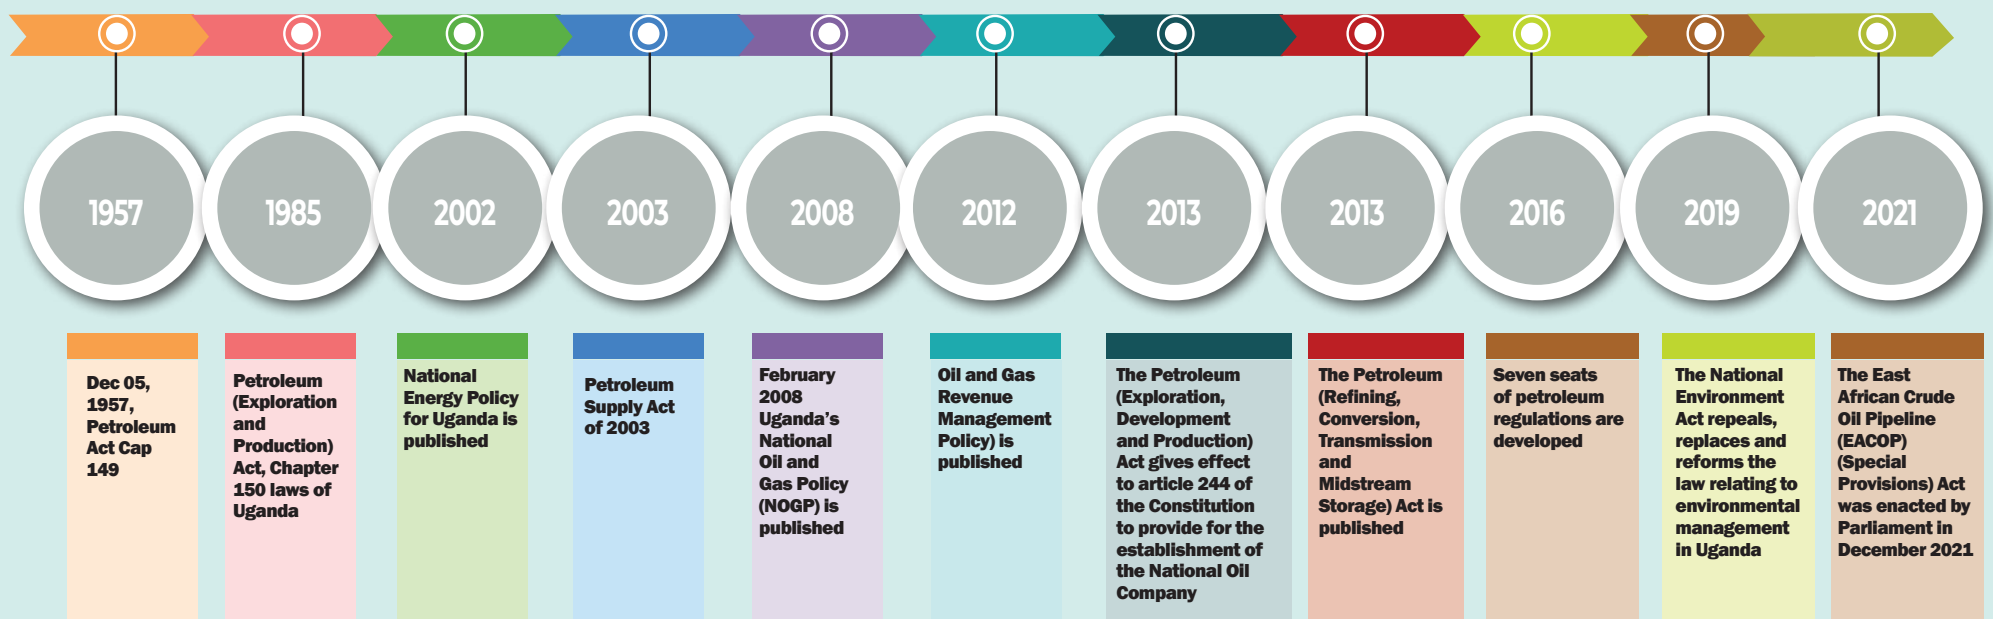 1957
1985
2002
2003
2008
2012
2013
2013
2016
2019
2021
Dec 05,
1957,
Petroleum
Act Cap
149
Petroleum
(Exploration
and
Production)
Act, Chapter
150 laws of
Uganda
National
Energy Policy
for Uganda is
published
Petroleum
Supply Act
of 2003
February
2008
Uganda’s
National
Oil and
Gas Policy
(NOGP) is
published
Oil and Gas
Revenue
Management
Policy) is
published
The Petroleum
(Exploration,
Development
and Production)
Act gives effect
to article 244 of
the Constitution
to provide for the
establishment of
the National Oil
Company
The Petroleum
(Refining,
Conversion,
Transmission
and
Midstream
Storage) Act is
published
Seven seats
of petroleum
regulations are
developed
The National
Environment
Act repeals,
replaces and
reforms the
law relating to
environmental
management
in Uganda
The East
African Crude
Oil Pipeline
(EACOP)
(Special
Provisions) Act
was enacted by
Parliament in
December 2021